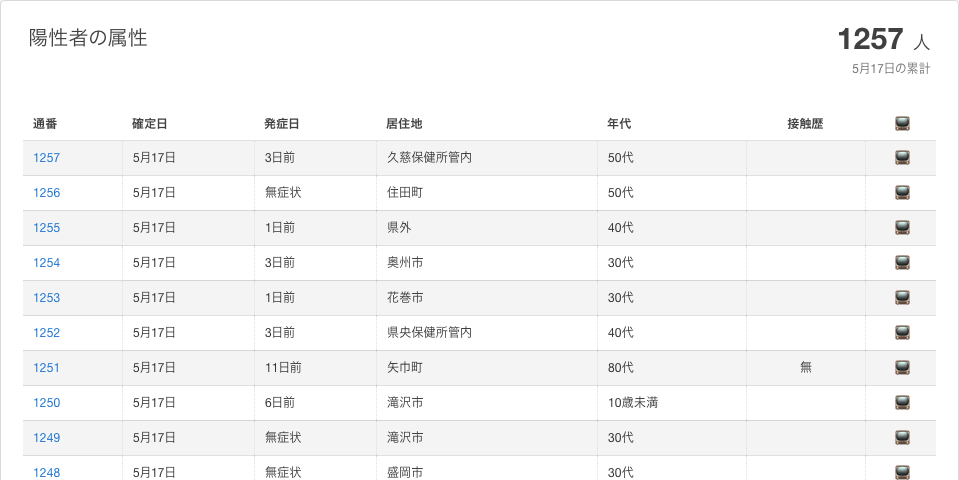 陽性者の属性
1257 人
5月17日の累計
通番 確定日 発症日 居住地 年代 接触歴
1257 5月17日 3日前 久慈保健所管内 50代
1256 5月17日 無症状 住田町 50代
1255 5月17日 1日前 県外 40代
1254 5月17日 3日前 奥州市 30代
1253 5月17日 1日前 花巻市 30代
1252 5月17日 3日前 県央保健所管内 40代
1251 5月17日 11日前 矢巾町 80代 無
1250 5月17日 6日前 滝沢市 10歳未満
1249 5月17日 無症状 滝沢市 30代
1248 5月17日 無症状 盛岡市 30代